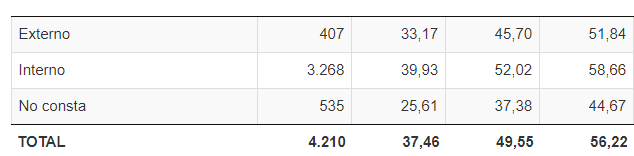 Externo 407 33,17 45,70 51,84
Interno 3.268 39,93 52,02 58,66
No consta 535 25,61 37,38 44,67
TOTAL 4.210 37,46 49,55 56,22